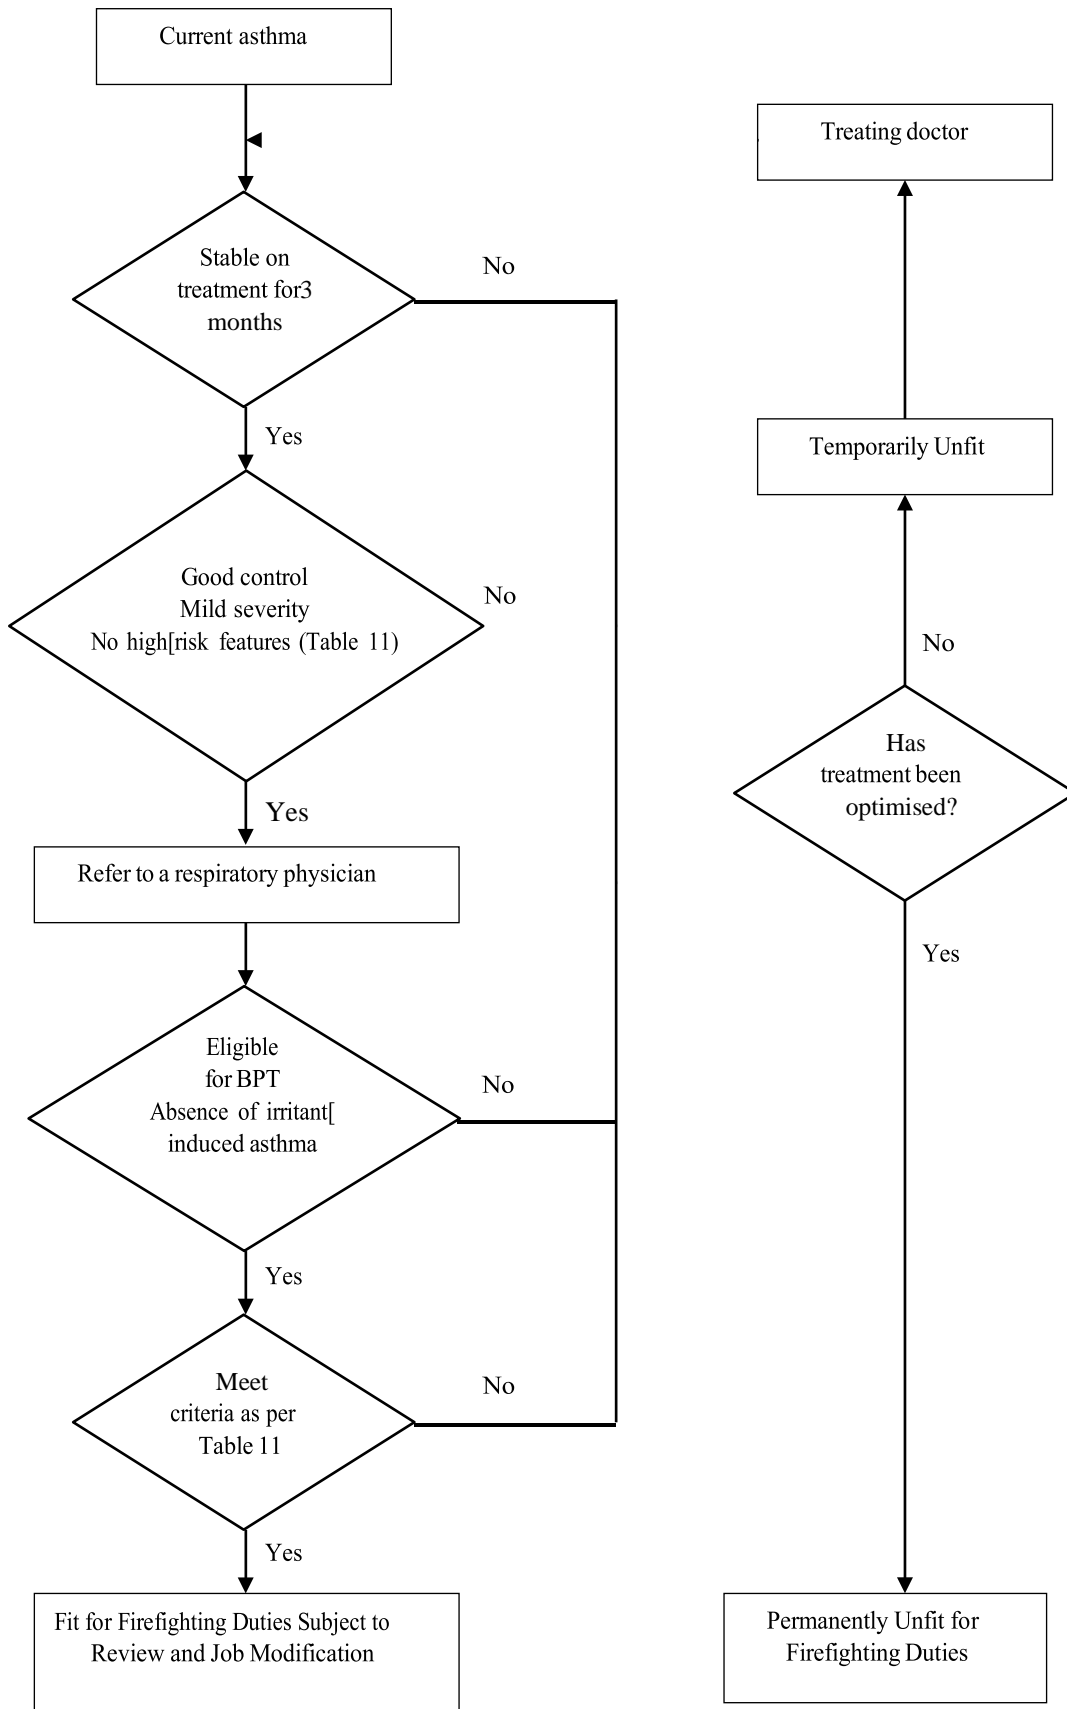 Current asthma
Stable on
treatment for3
months
No
Yes
Good control
Mild severity
No high[risk features (Table 11)
No
Yes
Refer to a respiratory physician
Eligible
for BPT
Absence of irritant[
induced asthma
No
Yes
Meet
criteria as per
Table 11
No
Yes
Fit for Firefighting Duties Subject to
Review and Job Modification
Treating doctor
Temporarily Unfit
No
Has
treatment been
optimised?
Yes
Permanently Unfit for
Firefighting Duties